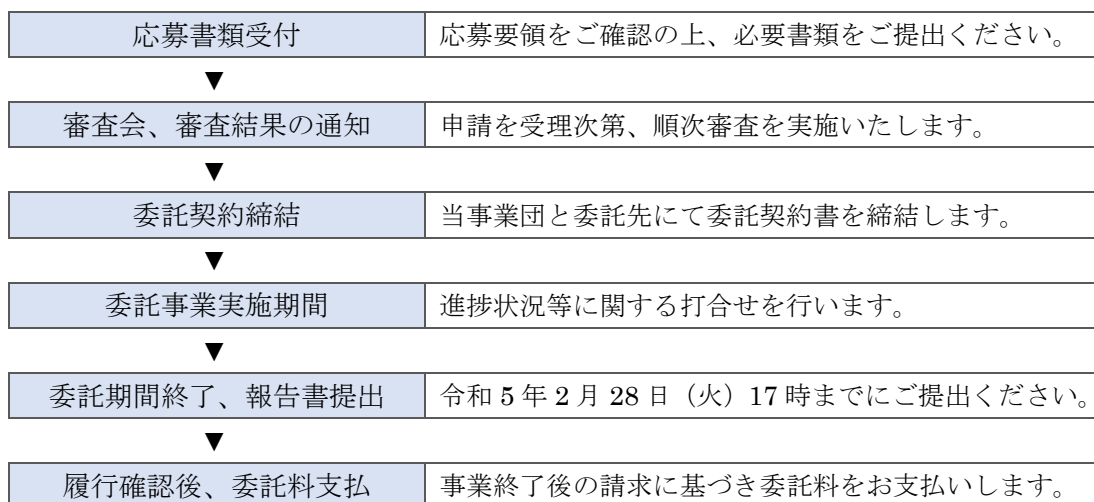 応募書類受付 応募要領をご確認の上、必要書類をご提出ください。
▼
審査会、審査結果の通知 申請を受理次第、順次審査を実施いたします。
▼
委託契約締結 当事業団と委託先にて委託契約書を締結します。
▼
委託事業実施期間 進捗状況等に関する打合せを行います。
▼
委託期間終了、報告書提出 令和 5 年 2 月 28 日（火）17 時までにご提出ください。
▼
履行確認後、委託料支払 事業終了後の請求に基づき委託料をお支払いします。